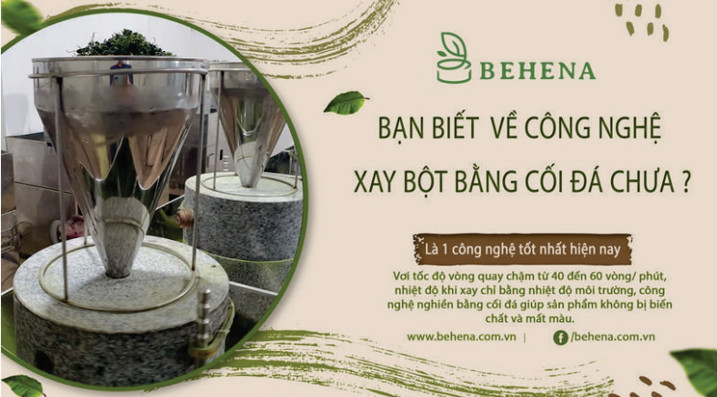 BEHENA
BẠN BIẾT VỀ CÔNG NGHỆ
XAY BỘT BẰNG CỐI ĐÁ CHƯA ?
Là 1 công nghệ tốt nhất hiện nay
Vơi tốc độ vòng quay chậm từ 40 đến 60 vòng/ phút,
nhiệt độ khi xay chỉ bằng nhiệt độ môi trường, công
nghệ nghiền bằng cối đá giúp sản phẩm không bị biến
chất và mất màu.
www.behena.com.vn | /behena.com.vn